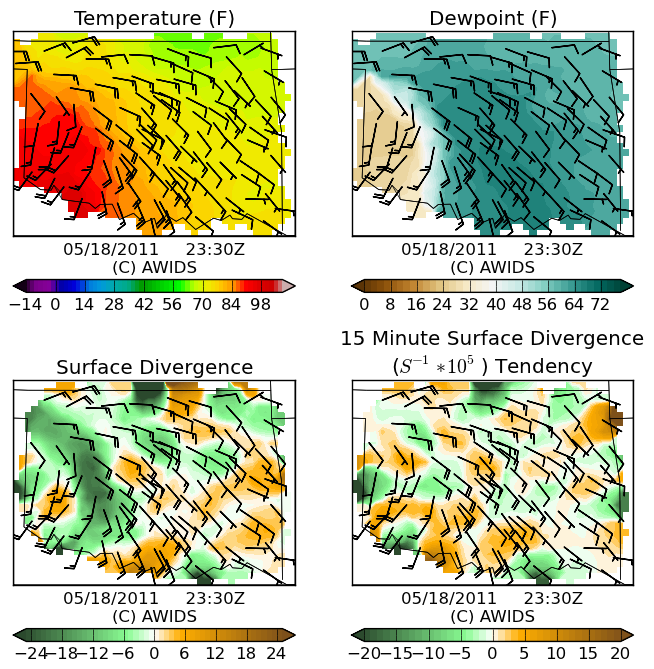 Temperature (F)
Dewpoint (F)
05/18/2011 23:30Z
(C) AWIDS
05/18/2011 23:30Z
(C) AWIDS
−14 0 14 28 42 56 70 84 98
0 8 16 24 32 40 48 56 64 72
15 Minute Surface Divergence
Surface Divergence
(S⁻¹ *10⁵ ) Tendency
05/18/2011 23:30Z
(C) AWIDS
05/18/2011 23:30Z
(C) AWIDS
−24 −18 −12 −6 0 6 12 18 24
−20 −15 −10 −5 0 5 10 15 20